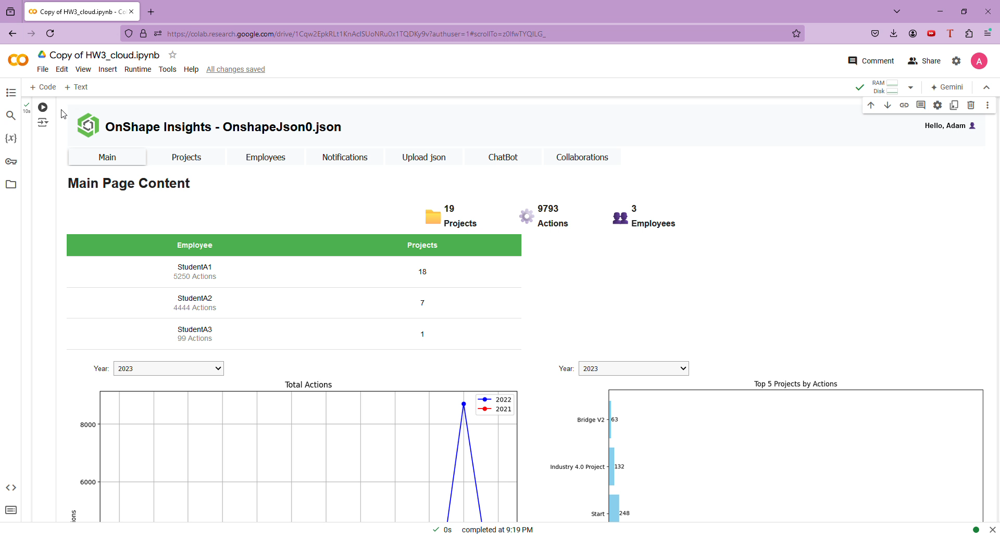 Copy of HW3_cloud.ipynb - Co
https://colab.research.google.com/drive/1Cqw2EpkRLt1KnAcISUoNRu0x1TQDKy9v?authuser=1#scrollTo=z0IfwTYQILG_
Copy of HW3_cloud.ipynb
File Edit View Insert Runtime Tools Help All changes saved
Comment Share A
+ Code + Text
RAM
Disk
Gemini
10s
OnShape Insights - OnshapeJson0.json
Hello, Adam
Main Projects Employees Notifications Upload json ChatBot Collaborations
Main Page Content
19
Projects
9793
Actions
3
Employees
Employee Projects
StudentA1
5250 Actions
18
StudentA2
4444 Actions
7
StudentA3
99 Actions
1
Year: 2023
Year: 2023
Total Actions
2022
2021
8000
6000
Top 5 Projects by Actions
Bridge V2 63
Industry 4.0 Project 132
Start 248
0s completed at 9:19 PM